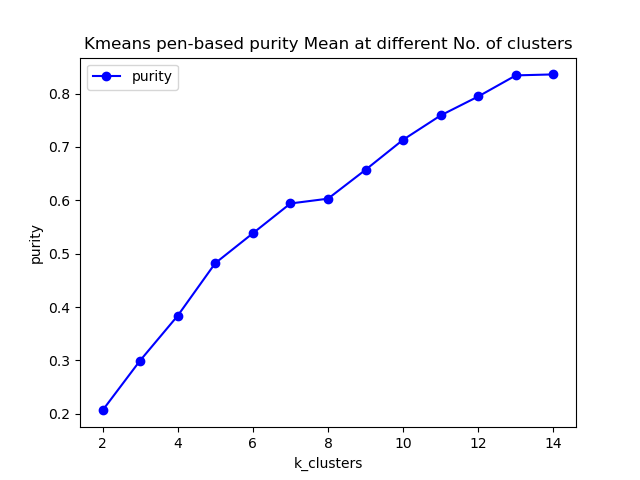 Kmeans pen-based purity Mean at different No. of clusters
purity
0.8
0.7
0.6
0.5
0.4
0.3
0.2
purity
2 4 6 8 10 12 14
k_clusters